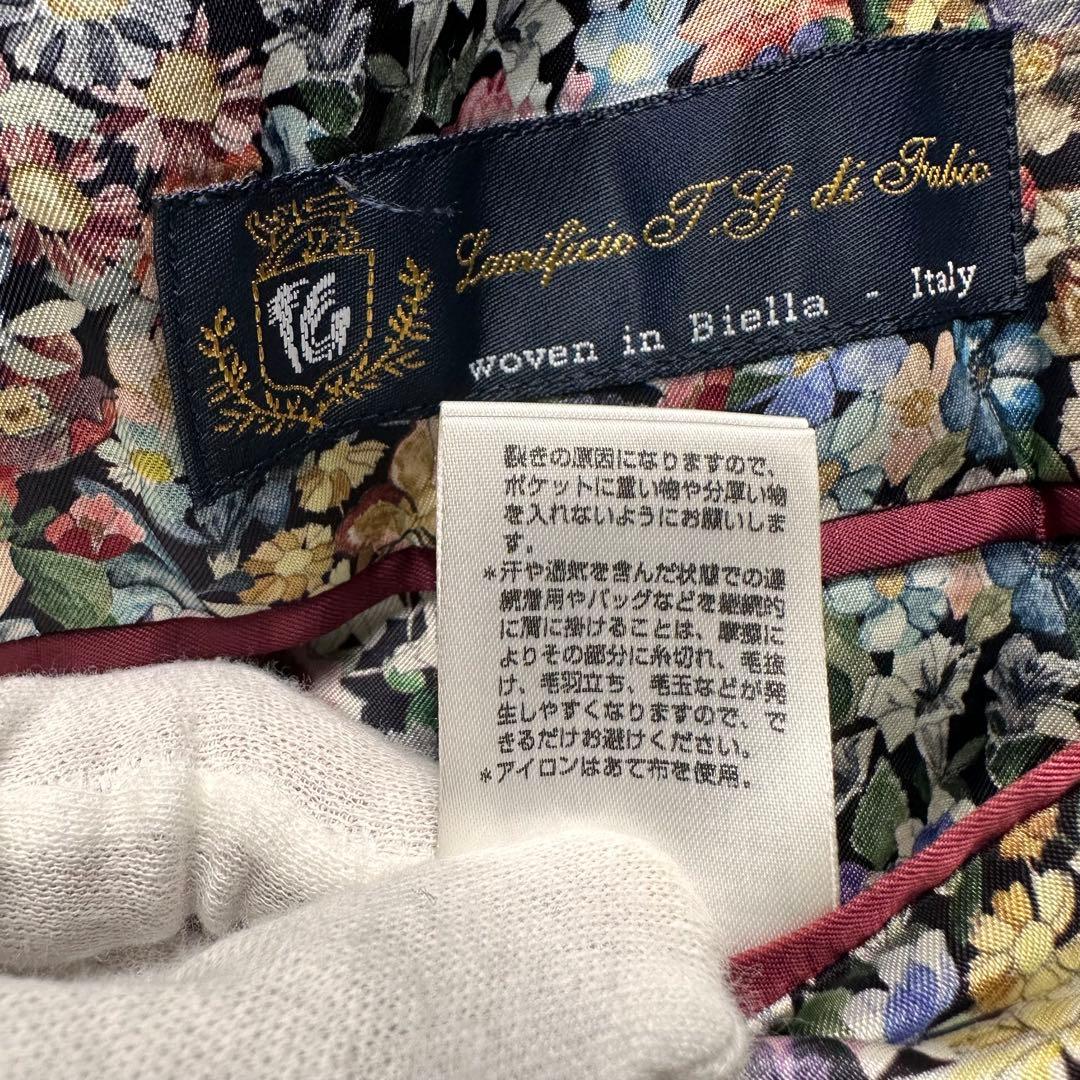 Lanificio T.G. di Fabio
TG
woven in Biella - Italy
裂きの原因になりますので、
ポケットに重い物や分厚い物
を入れないようにお願いしま
す。
*汗や湿気を含んだ状態での連
続着用やバッグなどを継続的
に肩に掛けることは、摩擦に
よりその部分に糸切れ、毛抜
け、毛羽立ち、毛玉などが発
生しやすくなりますので、で
きるだけお避けください。
*アイロンはあて布を使用。